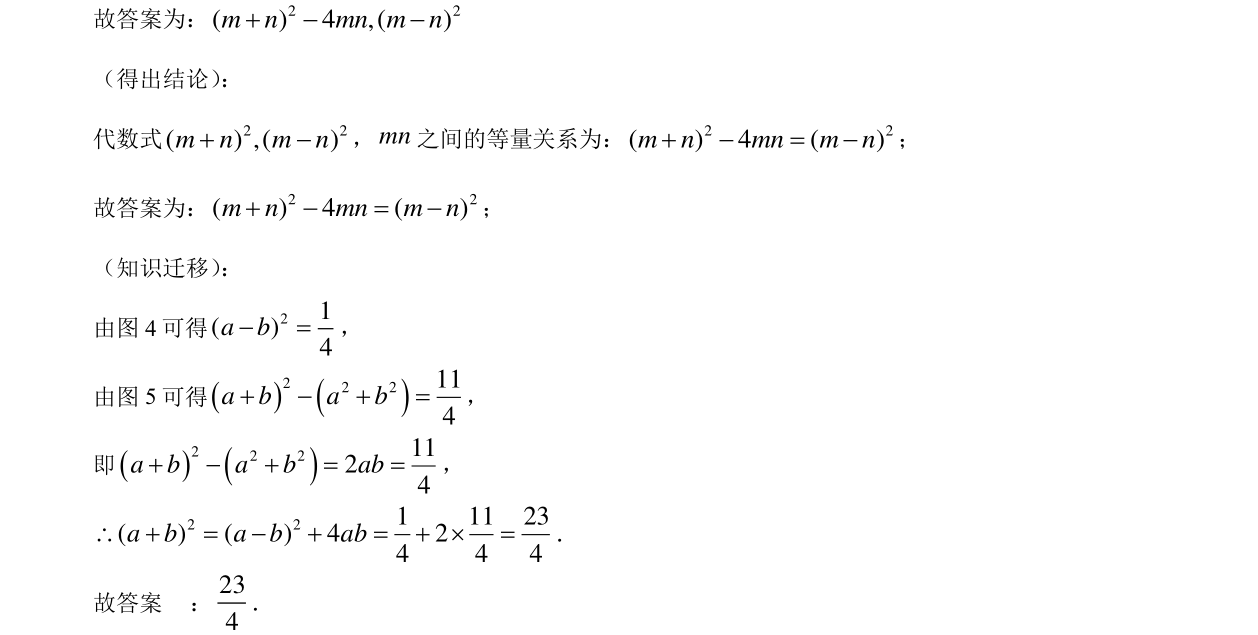 故答案为：(m+n)²−4mn,(m−n)²
（得出结论）：
代数式(m+n)²,(m−n)²，mn之间的等量关系为：(m+n)²−4mn=(m−n)²；
故答案为：(m+n)²−4mn=(m−n)²；
（知识迁移）：
由图4可得(a−b)²=1/4，
由图5可得(a+b)²−(a²+b²)=11/4，
即(a+b)²−(a²+b²)=2ab=11/4，
∴(a+b)²=(a−b)²+4ab=1/4+2×11/4=23/4．
故答案 ：23/4．